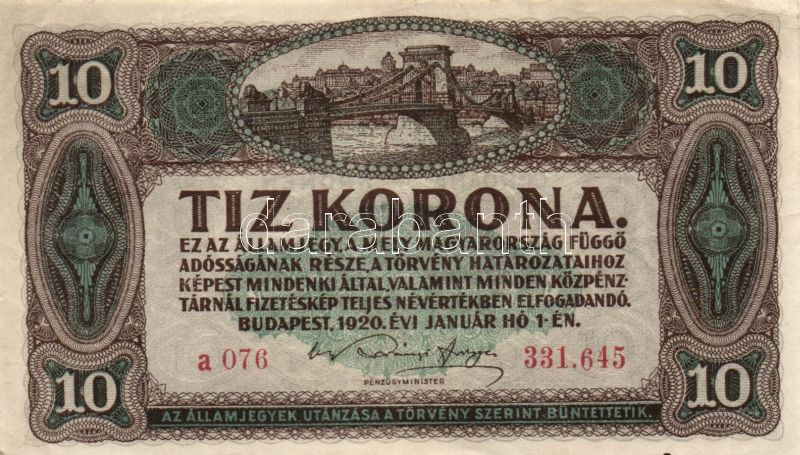 10 10
TIZ KORONA.
EZ AZ ÁLLAMJEGY, A MELY MAGYARORSZÁG FÜGGŐ
ADÓSSÁGÁNAK RÉSZE, A TÖRVÉNY HATÁROZATAIHOZ
KÉPEST MINDENKI ÁLTAL, VALAMINT MINDEN KÖZPÉNZ-
TÁRNÁL FIZETÉSKÉP TELJES NÉVÉRTÉKBEN ELFOGADANDÓ.
BUDAPEST, 1920. ÉVI JANUÁR HÓ 1-ÉN.
a 076 331.645
PÉNZÜGYMINISTER
10 10
AZ ÁLLAMJEGYEK UTÁNZÁSA A TÖRVÉNY SZERINT BÜNTETTETIK.
darabanth